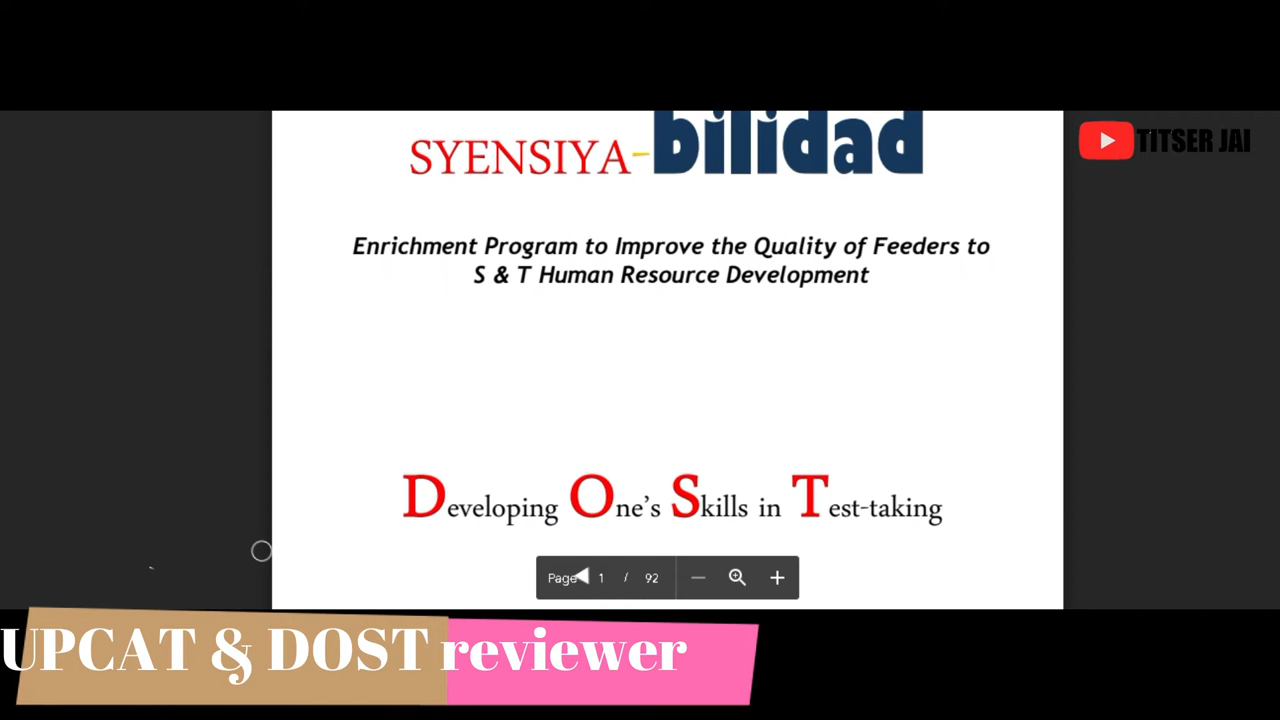 SYENSIYA-bilidad
TITSER JAI
Enrichment Program to Improve the Quality of Feeders to
S & T Human Resource Development
Developing One's Skills in Test-taking
Page 1 / 92
UPCAT & DOST reviewer